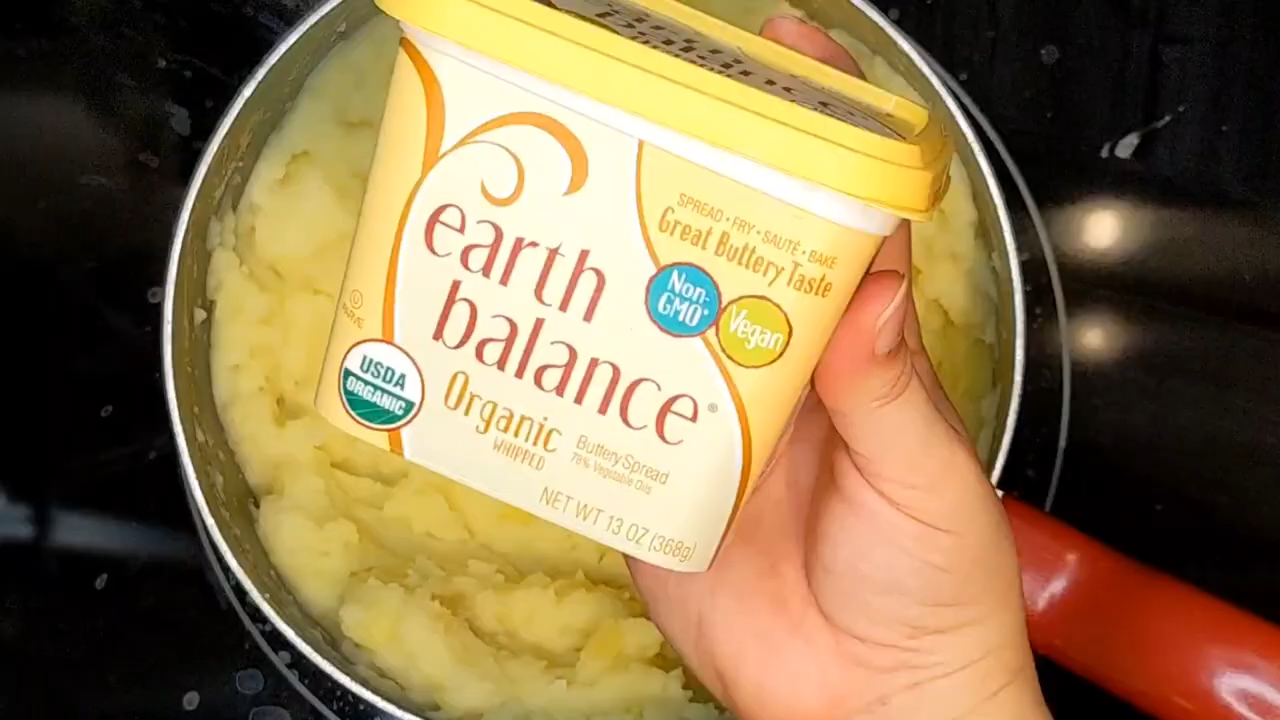 earth
balance®
Organic
WHIPPED
Buttery Spread
78% Vegetable Oils
NET WT 13 OZ (368g)
SPREAD • FRY • SAUTÉ • BAKE
Great Buttery Taste
Non-
GMO
Vegan
USDA
ORGANIC